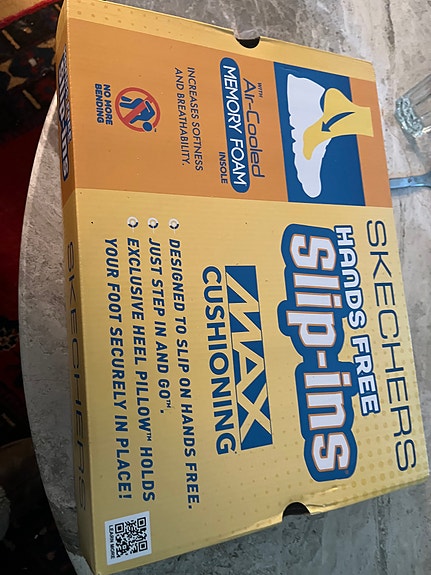 SKECHERS
HANDS FREE
Slip-ins
MAX
CUSHIONING
DESIGNED TO SLIP ON HANDS FREE.
JUST STEP IN AND GO™.
EXCLUSIVE HEEL PILLOW™ HOLDS
YOUR FOOT SECURELY IN PLACE!
LEARN MORE
WITH
Air-Cooled
MEMORY FOAM
INSOLE
INCREASES SOFTNESS
AND BREATHABILITY.
NO MORE
BENDING
SKECHERS